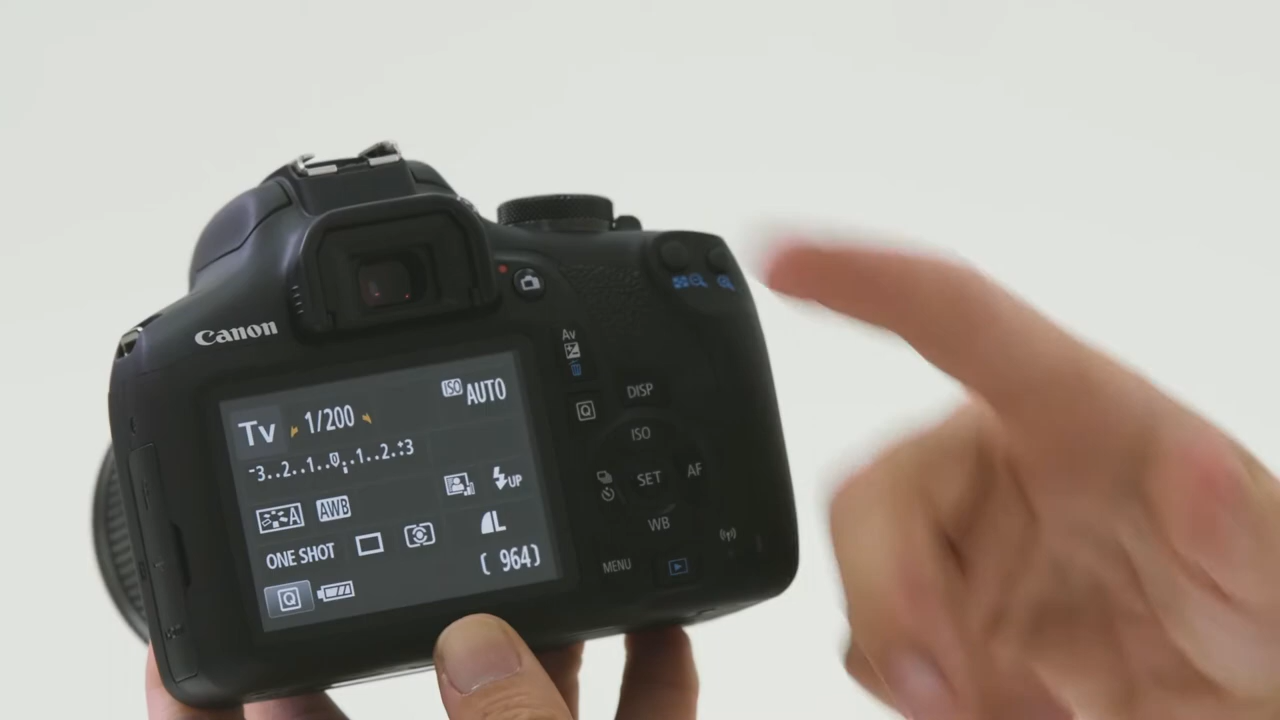 Canon
Tv 1/200 ISO AUTO
-3..2..1..0..1..2.:+3
A AWB UP
ONE SHOT L
Q [ 964]
Av
Q
DISP
ISO
SET AF
WB
MENU